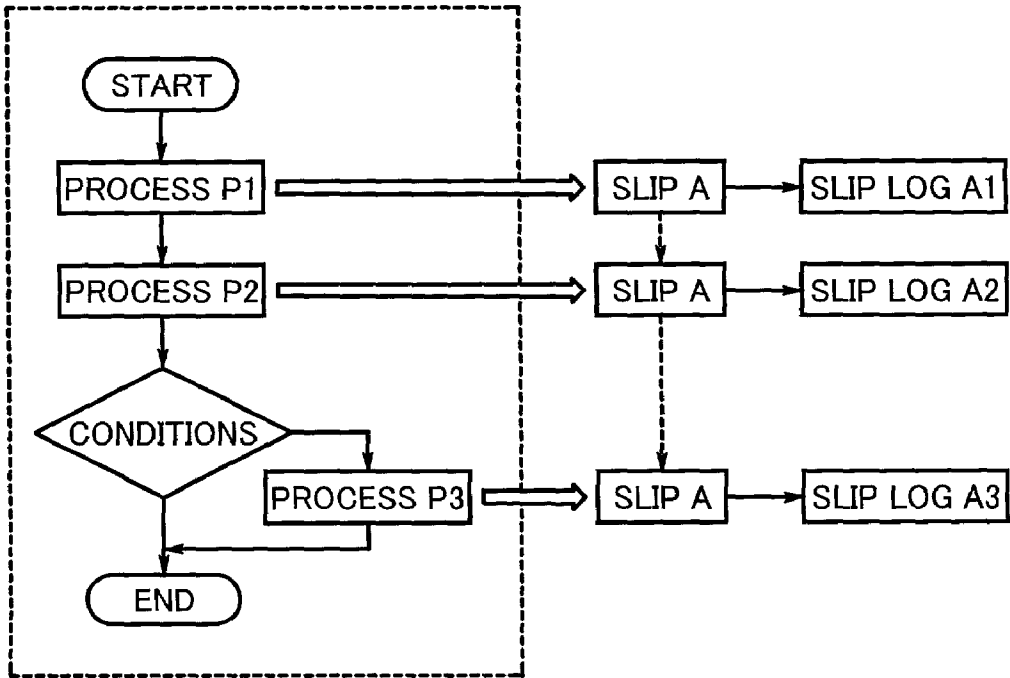 START
PROCESS P1
SLIP A
SLIP LOG A1
PROCESS P2
SLIP A
SLIP LOG A2
CONDITIONS
PROCESS P3
SLIP A
SLIP LOG A3
END